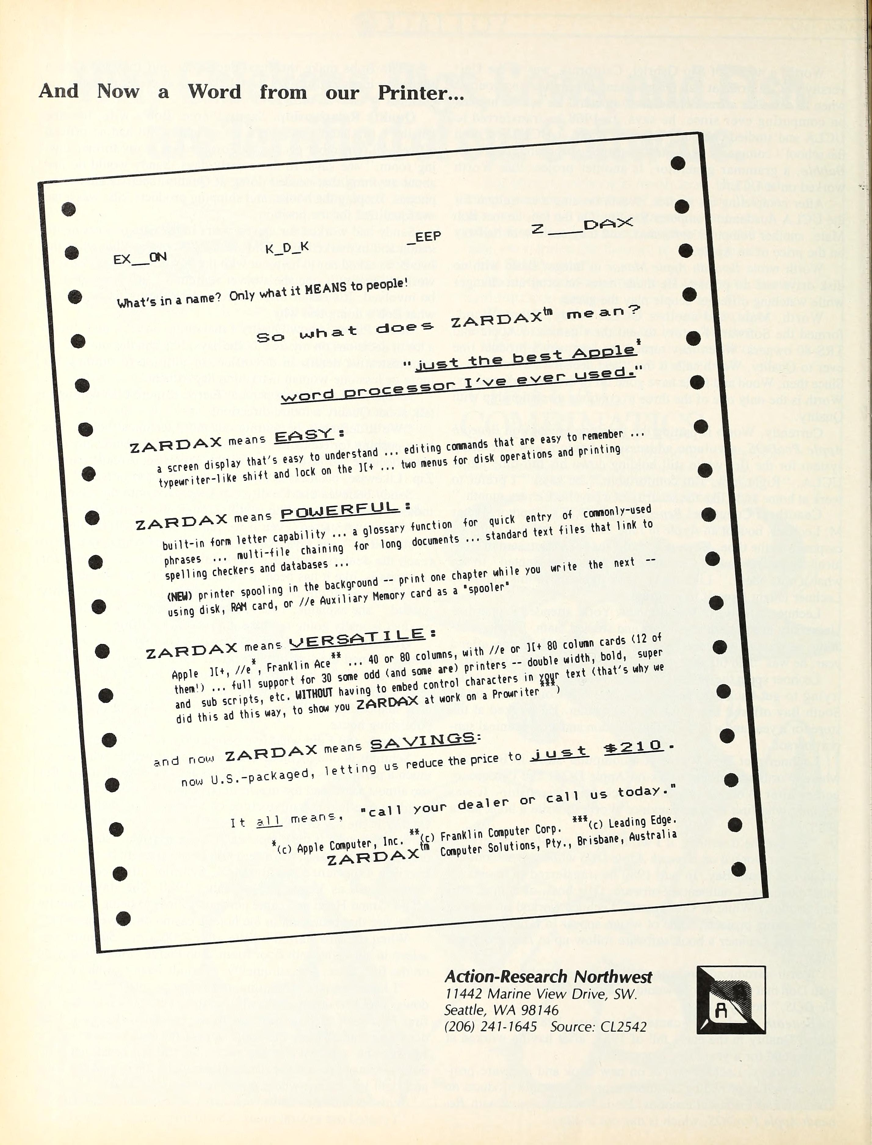 And Now a Word from our Printer...
EX__ON K_D_K _EEP Z___DAX
What's in a name? Only what it MEANS to people!
So what does ZARDAX™ mean?
"just the best Apple*
word processor I've ever used."
ZARDAX means EASY:
a screen display that's easy to understand ... editing commands that are easy to remember ...
typewriter-like shift and lock on the ][+ ... two menus for disk operations and printing
ZARDAX means POWERFUL:
built-in form letter capability ... a glossary function for quick entry of commonly-used
phrases ... multi-file chaining for long documents ... standard text files that link to
spelling checkers and databases ...
(NEW) printer spooling in the background -- print one chapter while you write the next --
using disk, RAM card, or //e Auxiliary Memory card as a "spooler"
ZARDAX means VERSATILE:
Apple ][+, //e*, Franklin Ace** ... 40 or 80 columns, with //e or ][+ 80 column cards (12 of
them!) ... full support for 30 some odd (and some are) printers -- double width, bold, super
and sub scripts, etc. WITHOUT having to embed control characters in your text (that's why we
did this ad this way, to show you ZARDAX at work on a Prowriter***)
and now ZARDAX means SAVINGS:
now U.S.-packaged, letting us reduce the price to just $210.
It all means, "call your dealer or call us today."
*(c) Apple Computer, Inc. **(c) Franklin Computer Corp. ***(c) Leading Edge.
ZARDAX™ Computer Solutions, Pty., Brisbane, Australia
Action-Research Northwest
11442 Marine View Drive, SW.
Seattle, WA 98146
(206) 241-1645 Source: CL2542